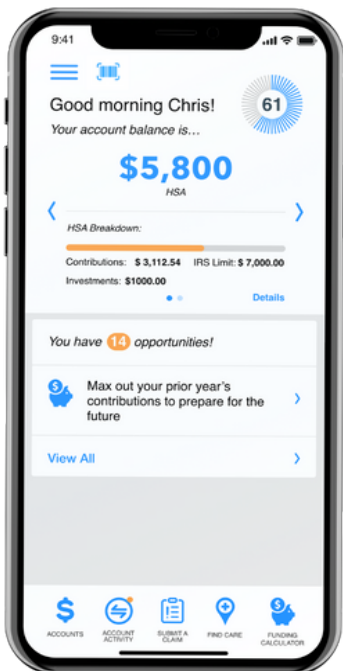 9:41
Good morning Chris!
61
Your account balance is...
$5,800
HSA
HSA Breakdown:
Contributions: $ 3,112.54 IRS Limit: $ 7,000.00
Investments: $1000.00
Details
You have 14 opportunities!
Max out your prior year's
contributions to prepare for the
future
View All
ACCOUNTS
ACCOUNT
ACTIVITY
SUBMIT A
CLAIM
FIND CARE
FUNDING
CALCULATOR